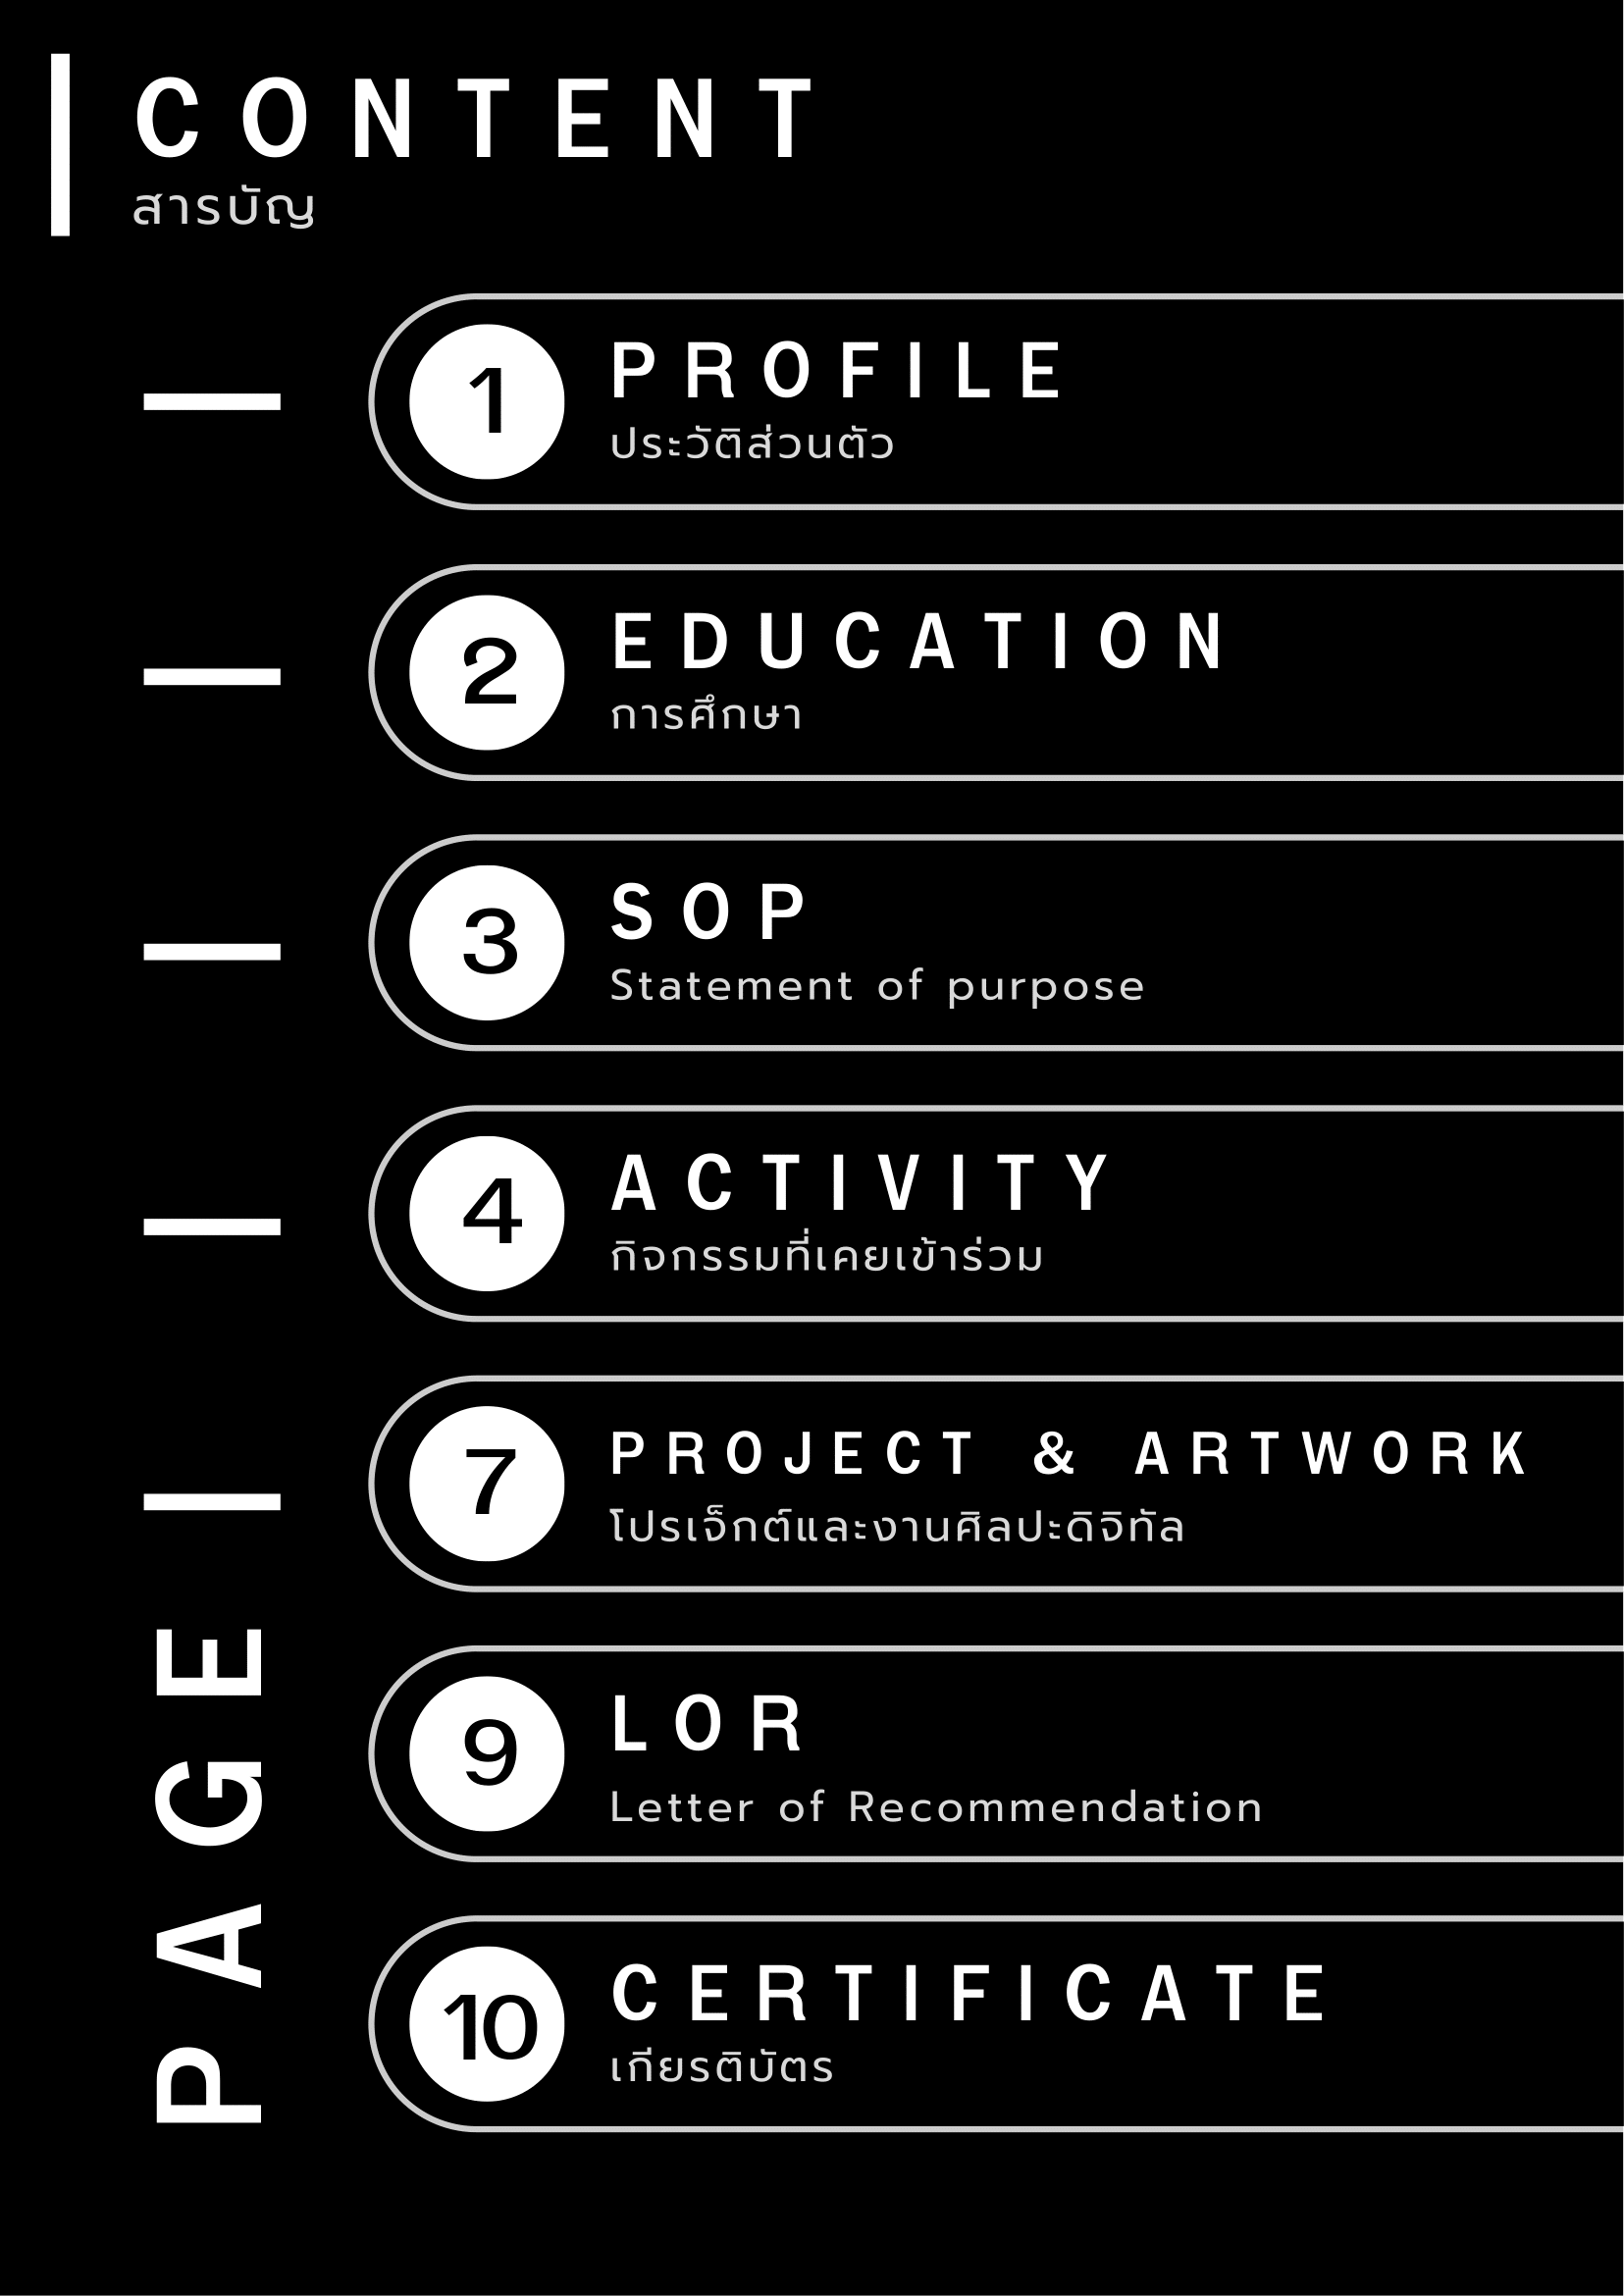 CONTENT
สารบัญ
1
PROFILE
ประวัติส่วนตัว
2
EDUCATION
การศึกษา
3
SOP
Statement of purpose
4
ACTIVITY
กิจกรรมที่เคยเข้าร่วม
7
PROJECT & ARTWORK
โปรเจ็กต์และงานศิลปะดิจิทัล
9
LOR
Letter of Recommendation
10
CERTIFICATE
เกียรติบัตร
PAGE